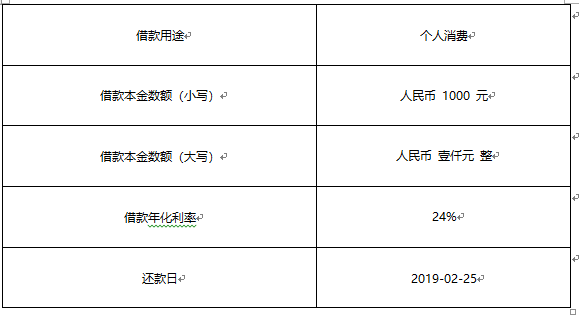 借款用途 个人消费
借款本金数额（小写） 人民币 1000 元
借款本金数额（大写） 人民币 壹仟元 整
借款年化利率 24%
还款日 2019-02-25